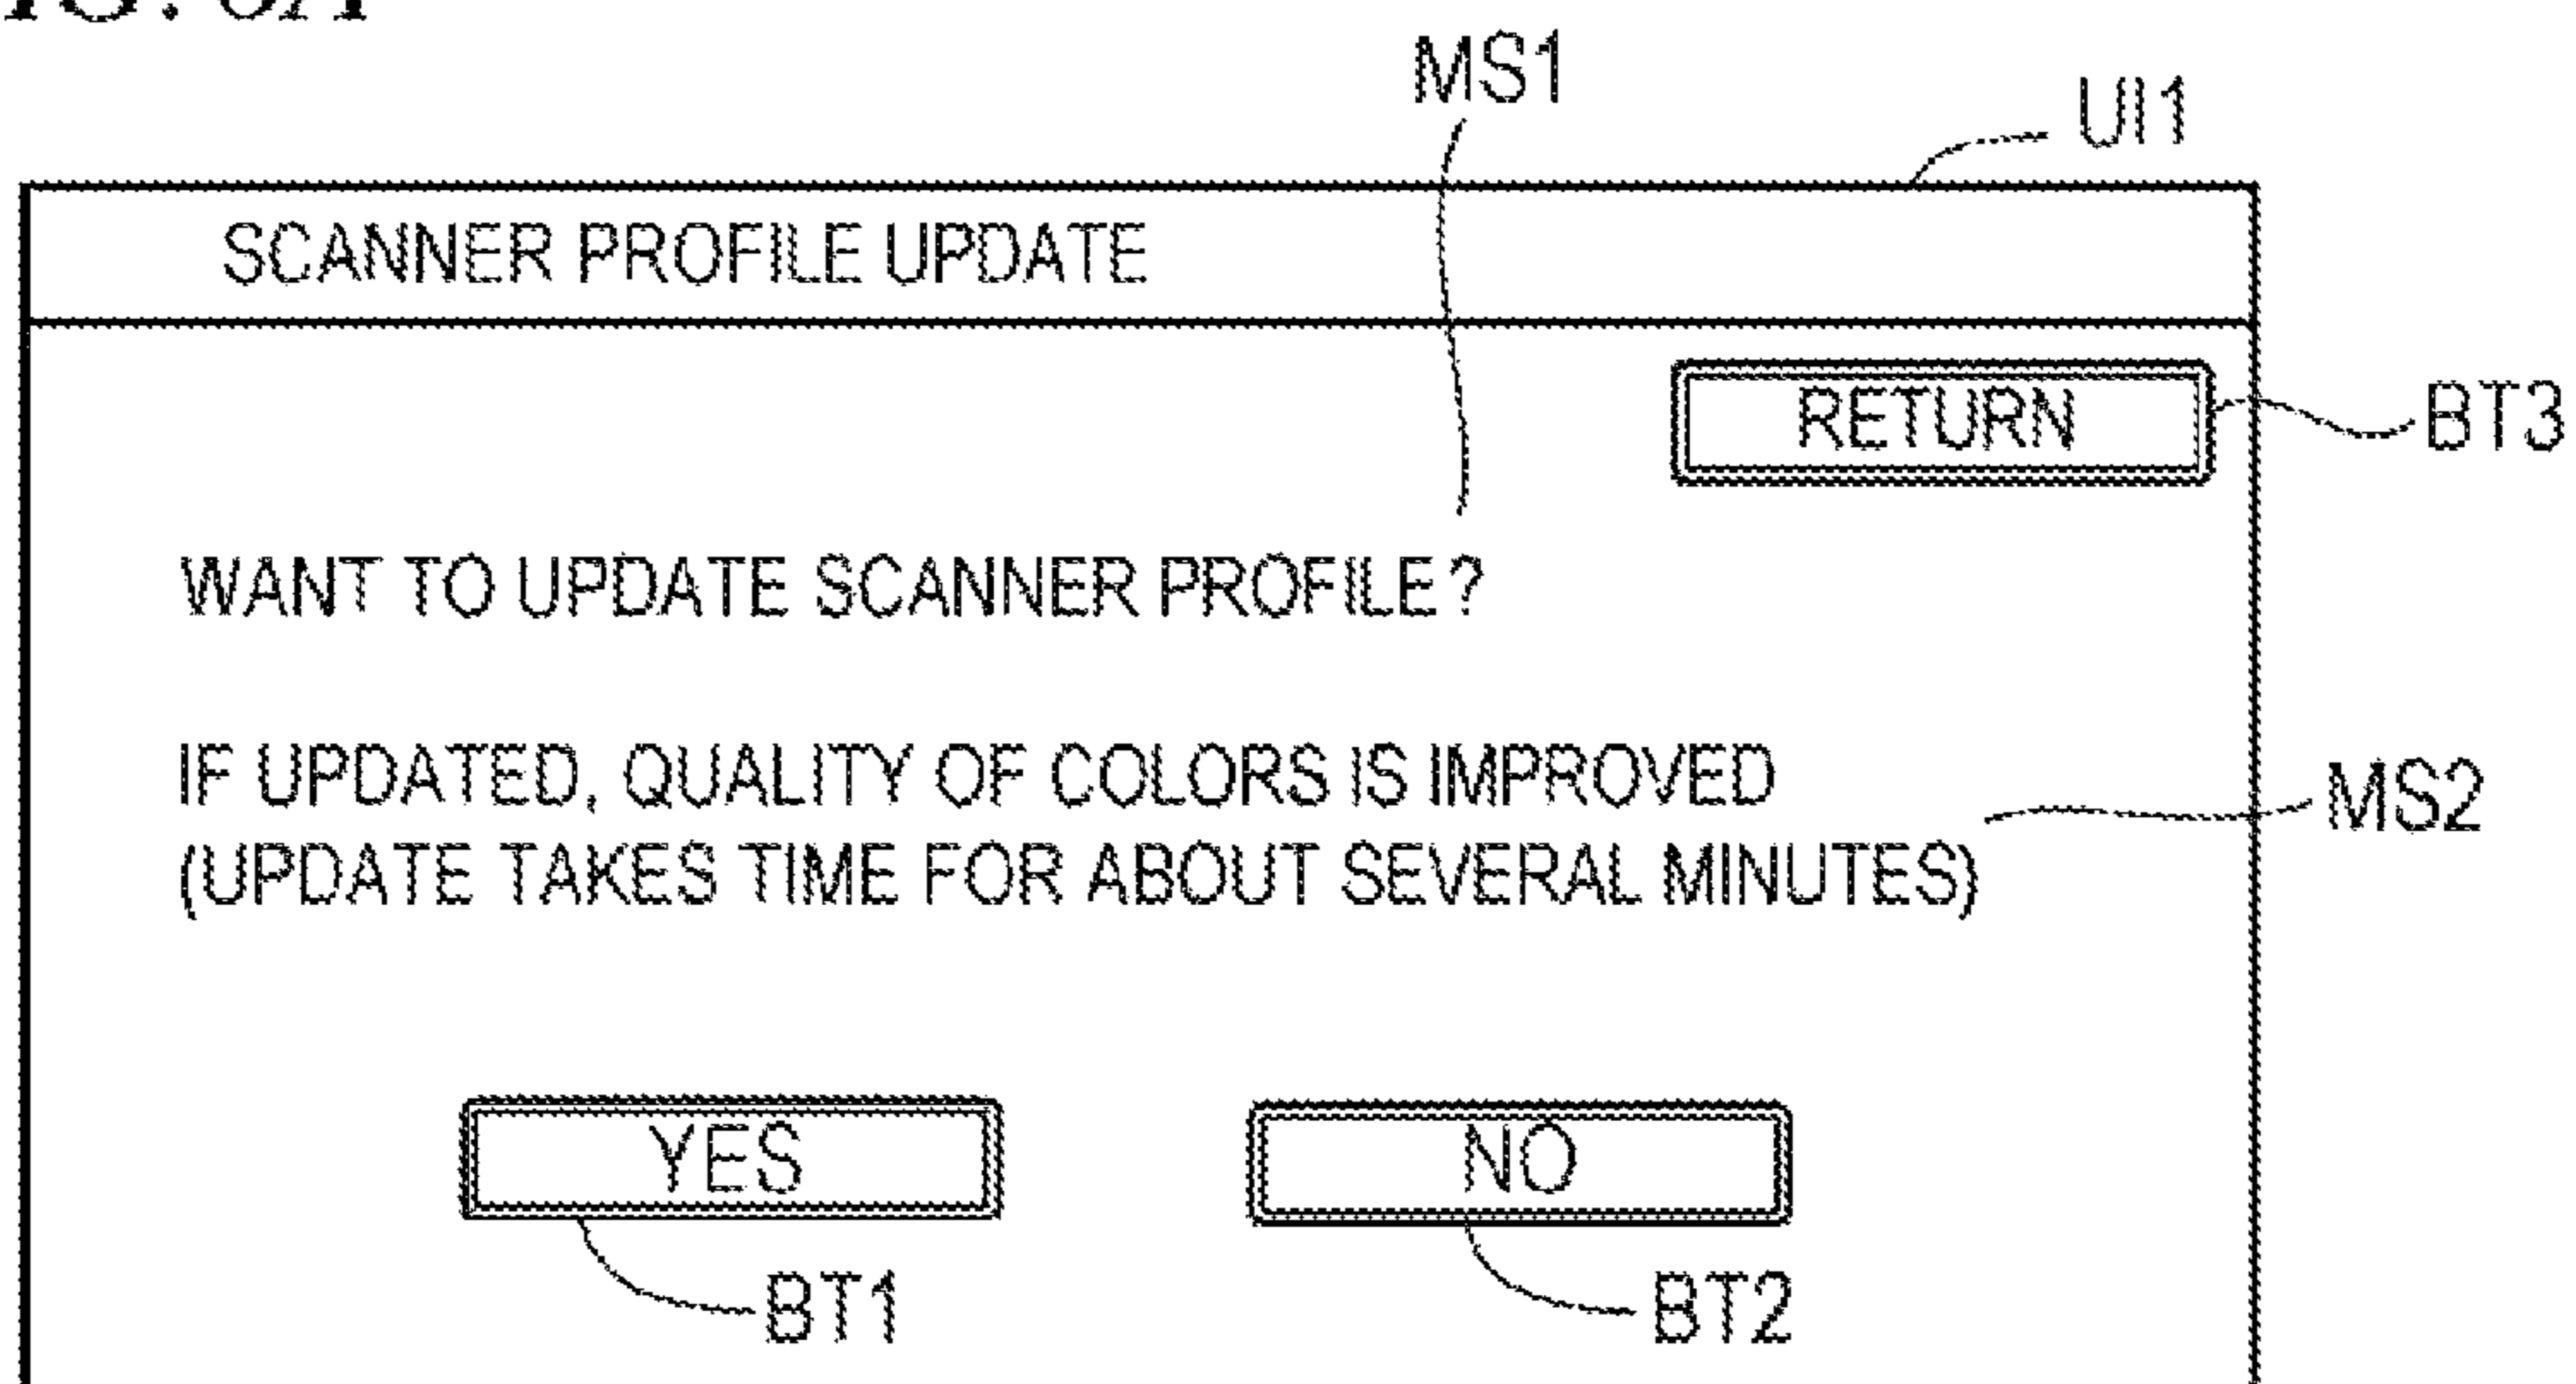 MS1
UI1
SCANNER PROFILE UPDATE
RETURN
BT3
WANT TO UPDATE SCANNER PROFILE?
IF UPDATED, QUALITY OF COLORS IS IMPROVED
(UPDATE TAKES TIME FOR ABOUT SEVERAL MINUTES)
MS2
YES
NO
BT1
BT2